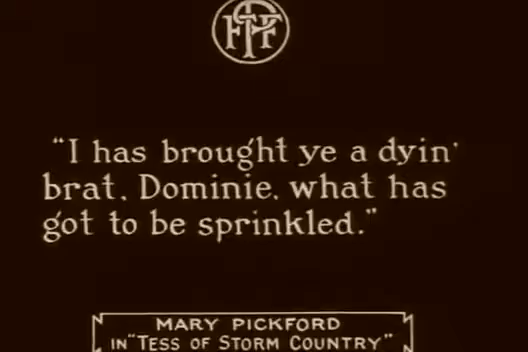 FPF
"I has brought ye a dyin'
brat, Dominie, what has
got to be sprinkled."
MARY PICKFORD
IN "TESS OF STORM COUNTRY"